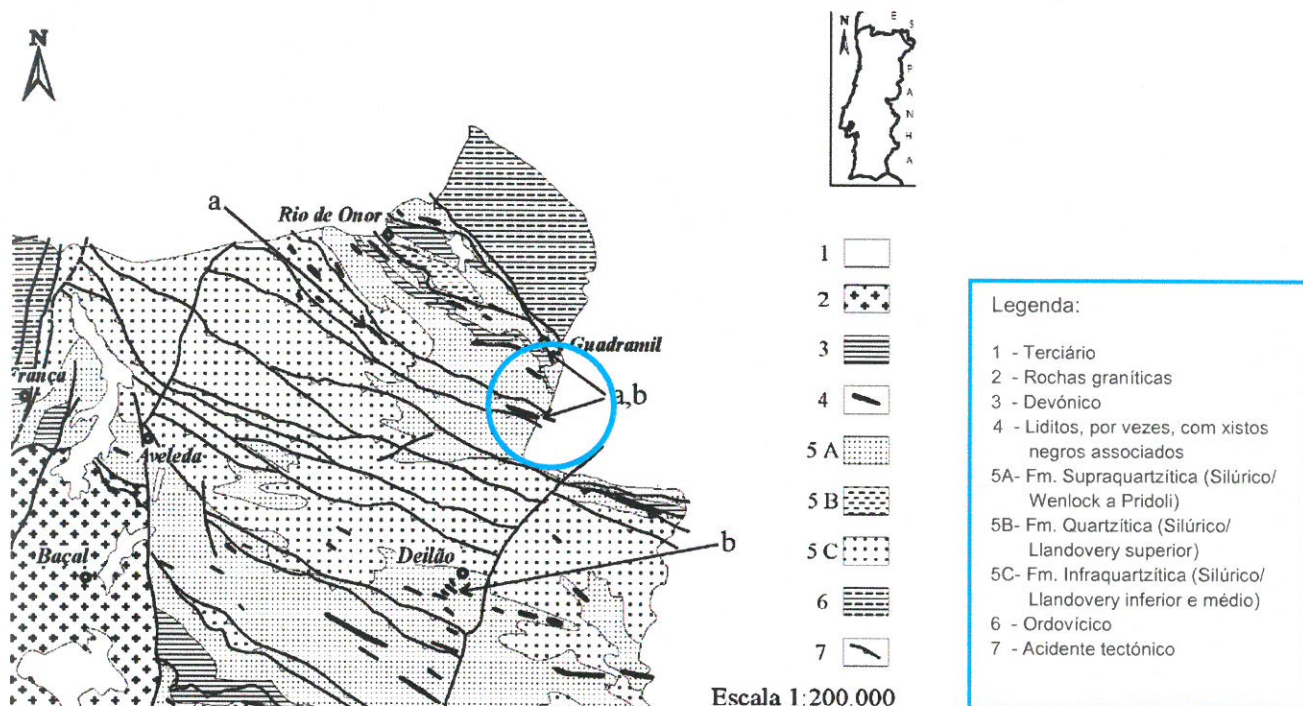 N
N
E S
P
A
N
H
A
a
Rio de Onor
Guadramil
a,b
rança
Aveleda
Baçal
Deilão
b
1
2
3
4
5 A
5 B
5 C
6
7
Escala 1:200.000
Legenda:
1 - Terciário
2 - Rochas graníticas
3 - Devónico
4 - Liditos, por vezes, com xistos
negros associados
5A- Fm. Supraquartzítica (Silúrico/
Wenlock a Pridoli)
5B- Fm. Quartzítica (Silúrico/
Llandovery superior)
5C- Fm. Infraquartzítica (Silúrico/
Llandovery inferior e médio)
6 - Ordovícico
7 - Acidente tectónico